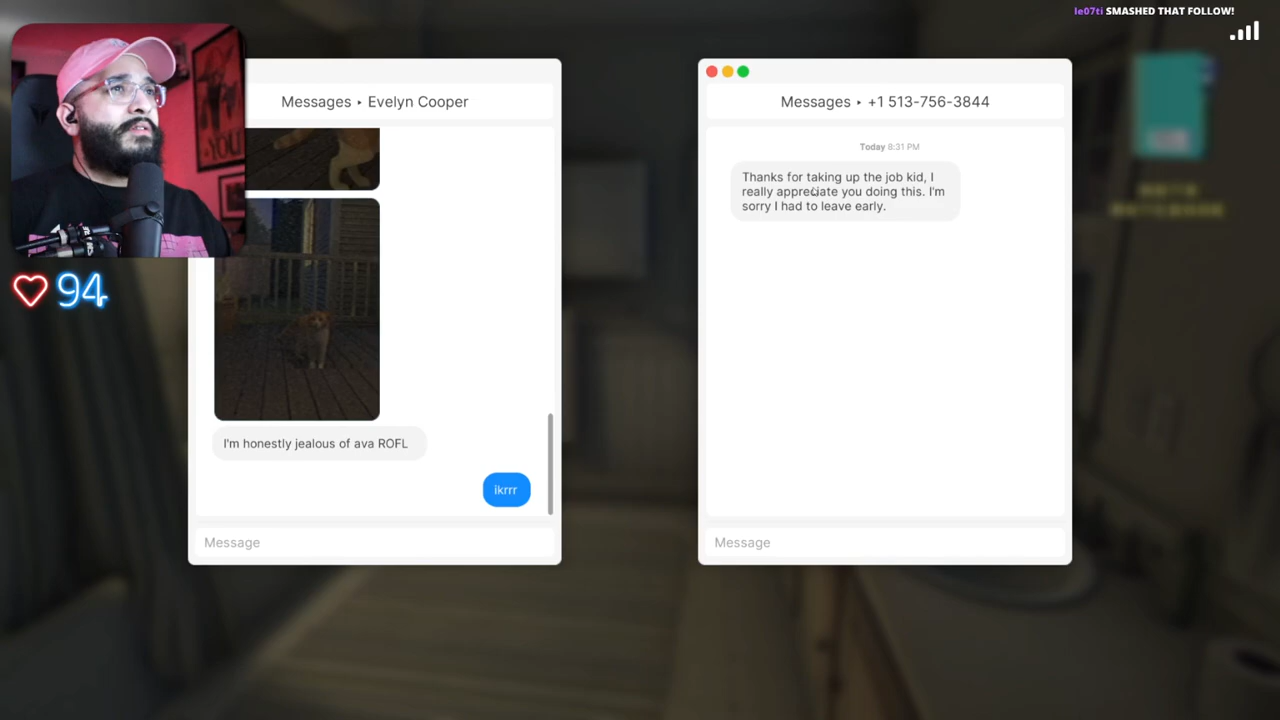 le07ti SMASHED THAT FOLLOW!
YOU
94
Messages ‣ Evelyn Cooper
I'm honestly jealous of ava ROFL
ikrrr
Message
Messages ‣ +1 513-756-3844
Today 8:31 PM
Thanks for taking up the job kid, I
really appreciate you doing this. I'm
sorry I had to leave early.
Message